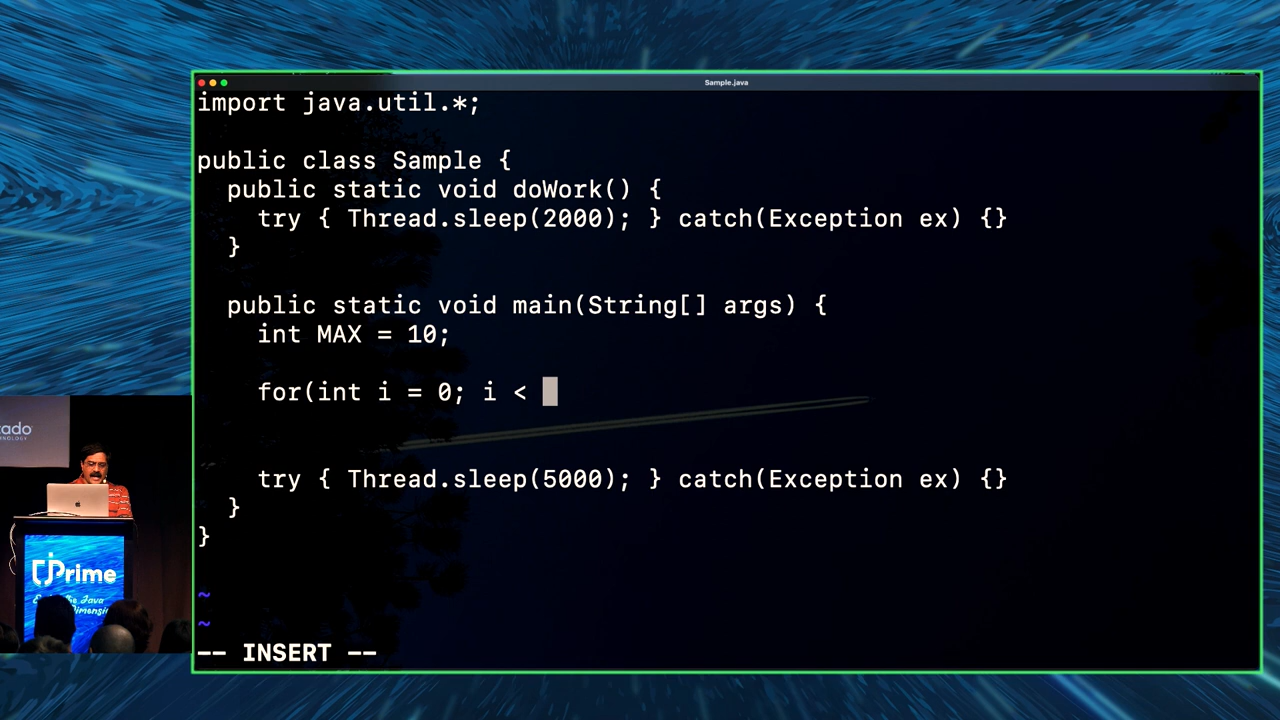 Sample.java
import java.util.*;
public class Sample {
public static void doWork() {
try { Thread.sleep(2000); } catch(Exception ex) {}
}
public static void main(String[] args) {
int MAX = 10;
for(int i = 0; i <
try { Thread.sleep(5000); } catch(Exception ex) {}
}
}
~
~
-- INSERT --
Prime
the Java